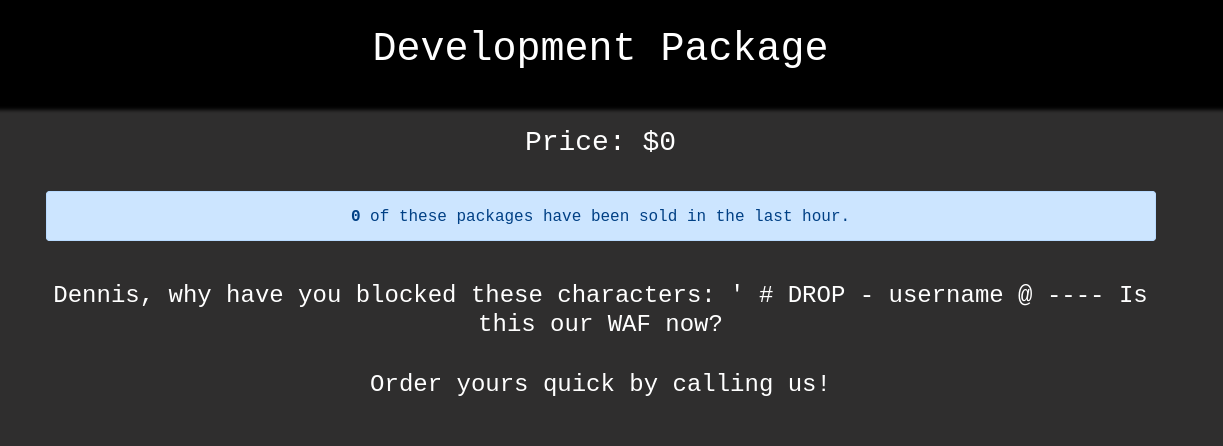 Development Package
Price: $0
0 of these packages have been sold in the last hour.
Dennis, why have you blocked these characters: ' # DROP - username @ ---- Is
this our WAF now?
Order yours quick by calling us!